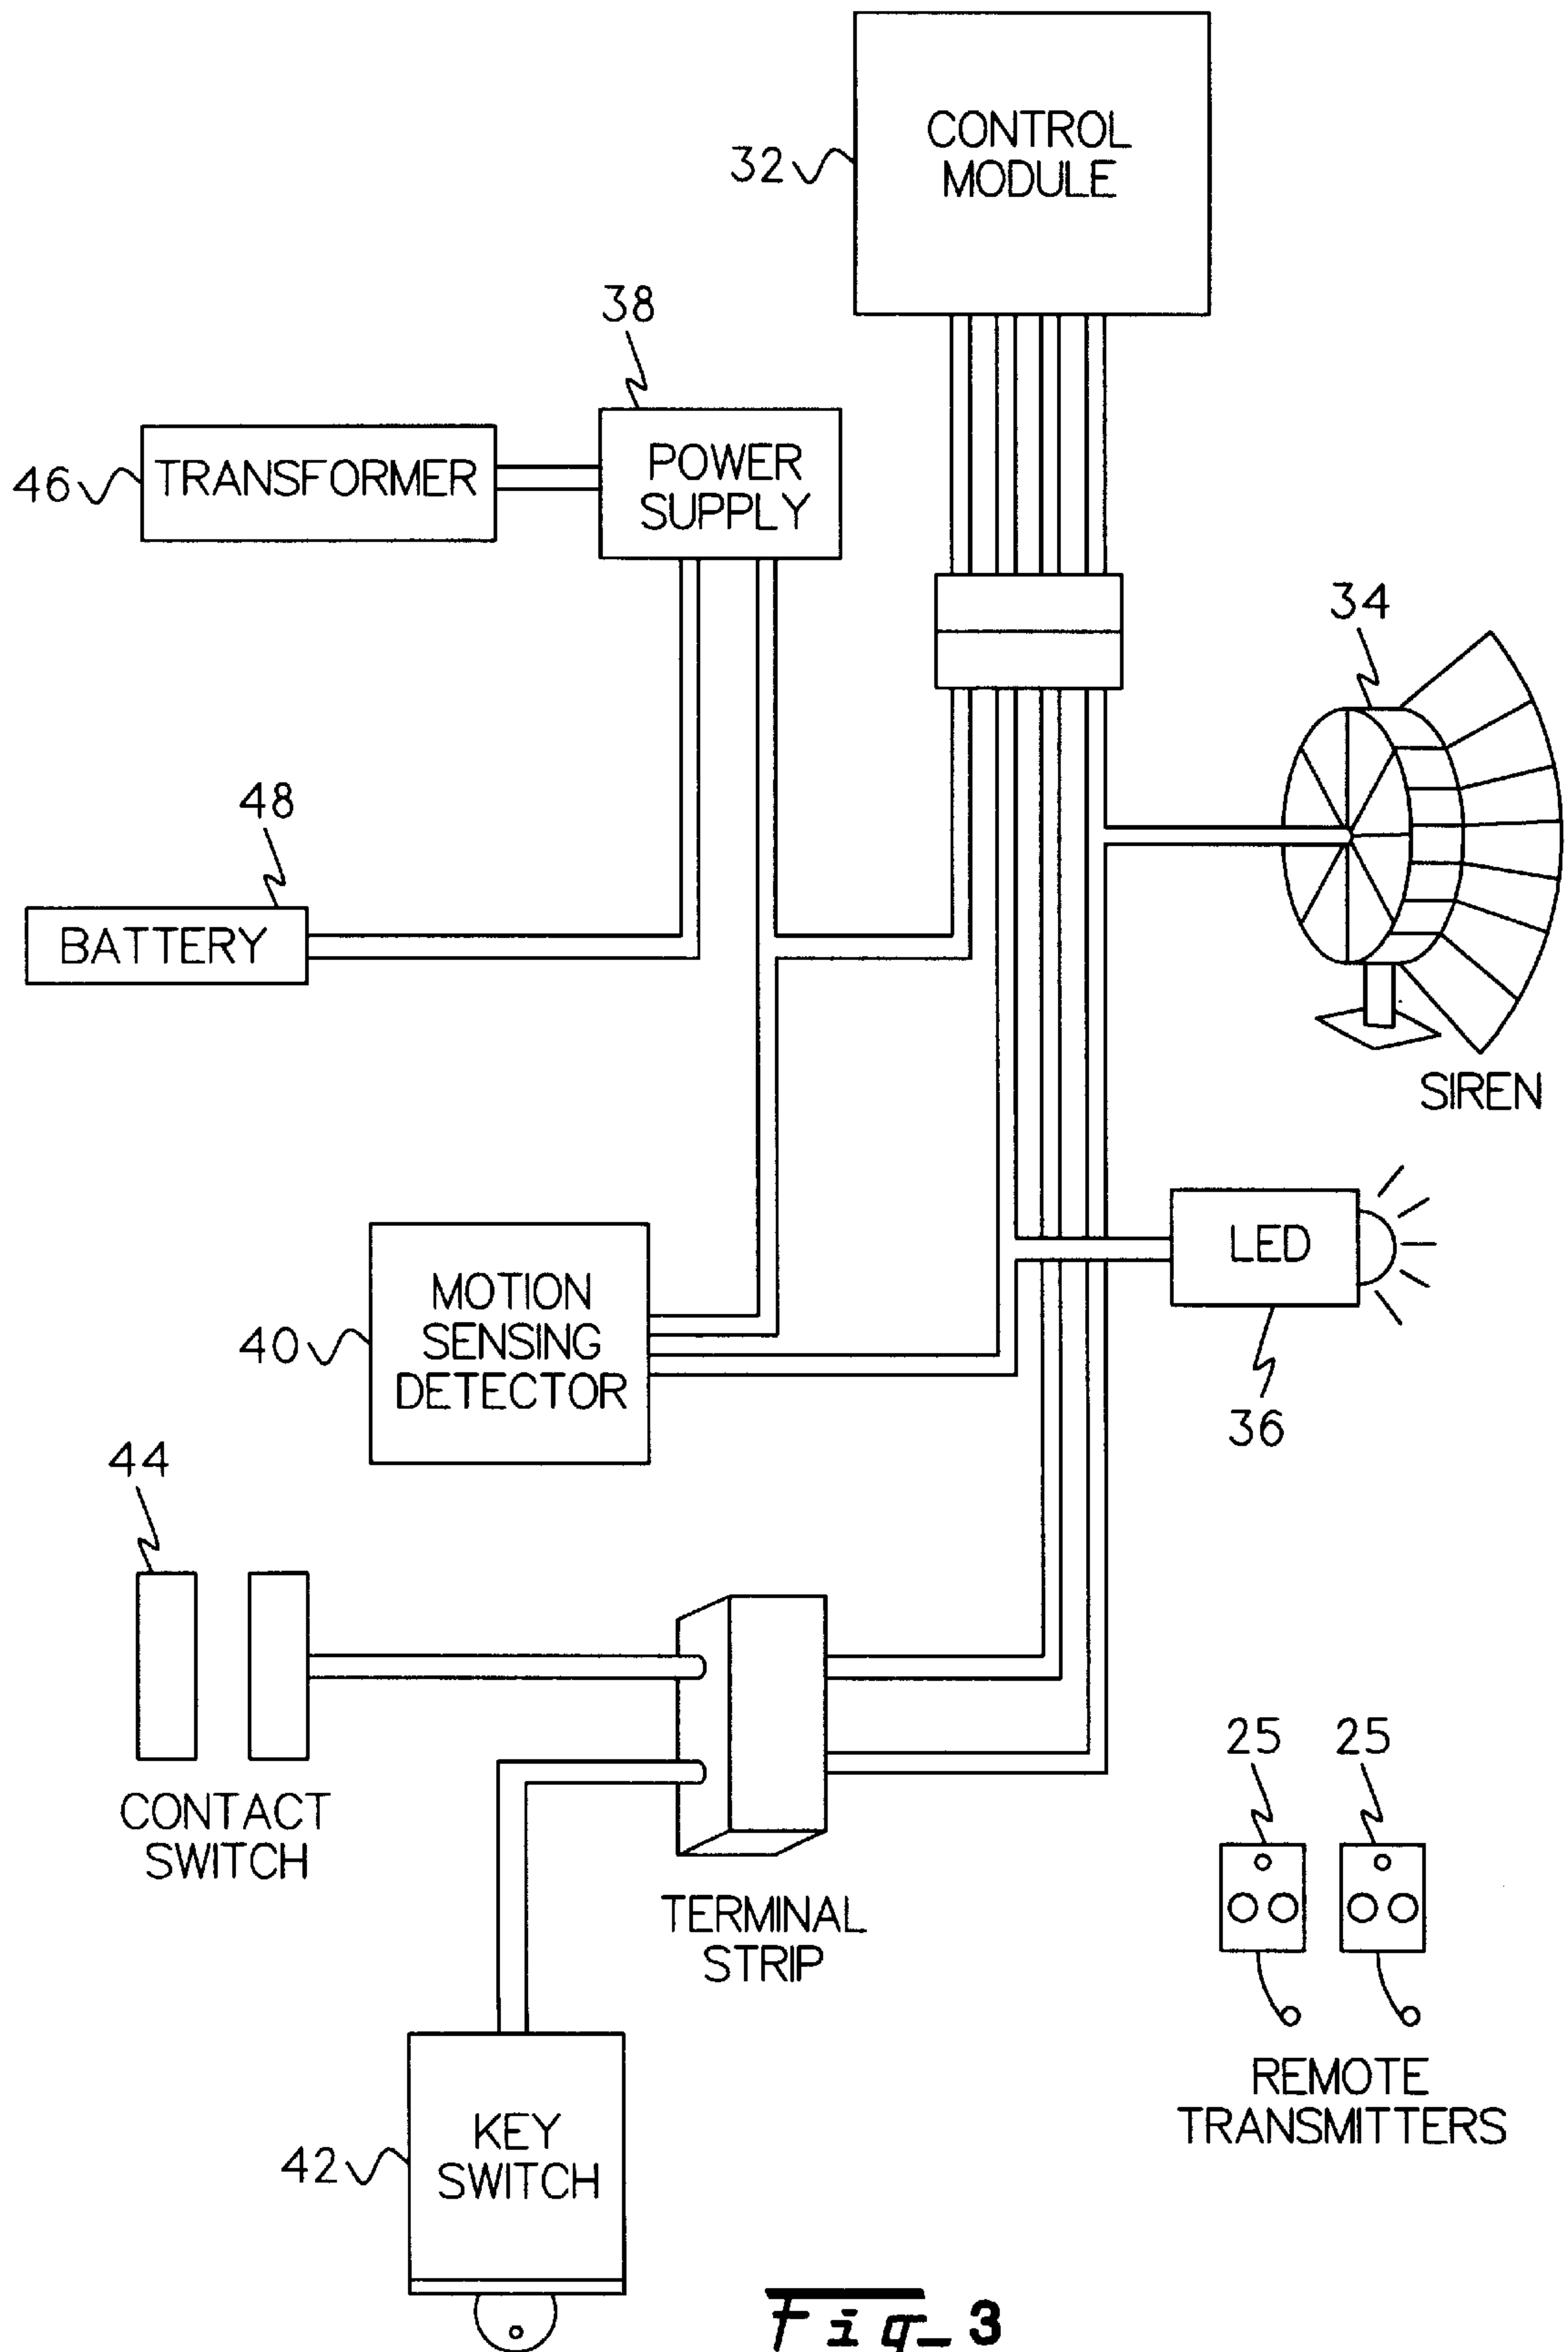 CONTROL
MODULE
32
38
POWER
SUPPLY
46
TRANSFORMER
34
SIREN
48
BATTERY
LED
36
MOTION
SENSING
DETECTOR
40
44
CONTACT
SWITCH
TERMINAL
STRIP
25 25
REMOTE
TRANSMITTERS
KEY
SWITCH
42
Fig_3